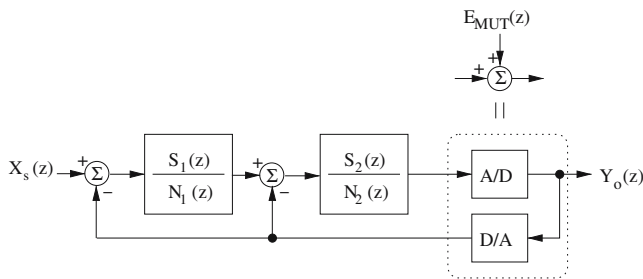 E_MUT(z)
+
+ Σ
||
X_s(z)
+ Σ −
S_1(z)
N_1(z)
+ Σ −
S_2(z)
N_2(z)
A/D
Y_o(z)
D/A